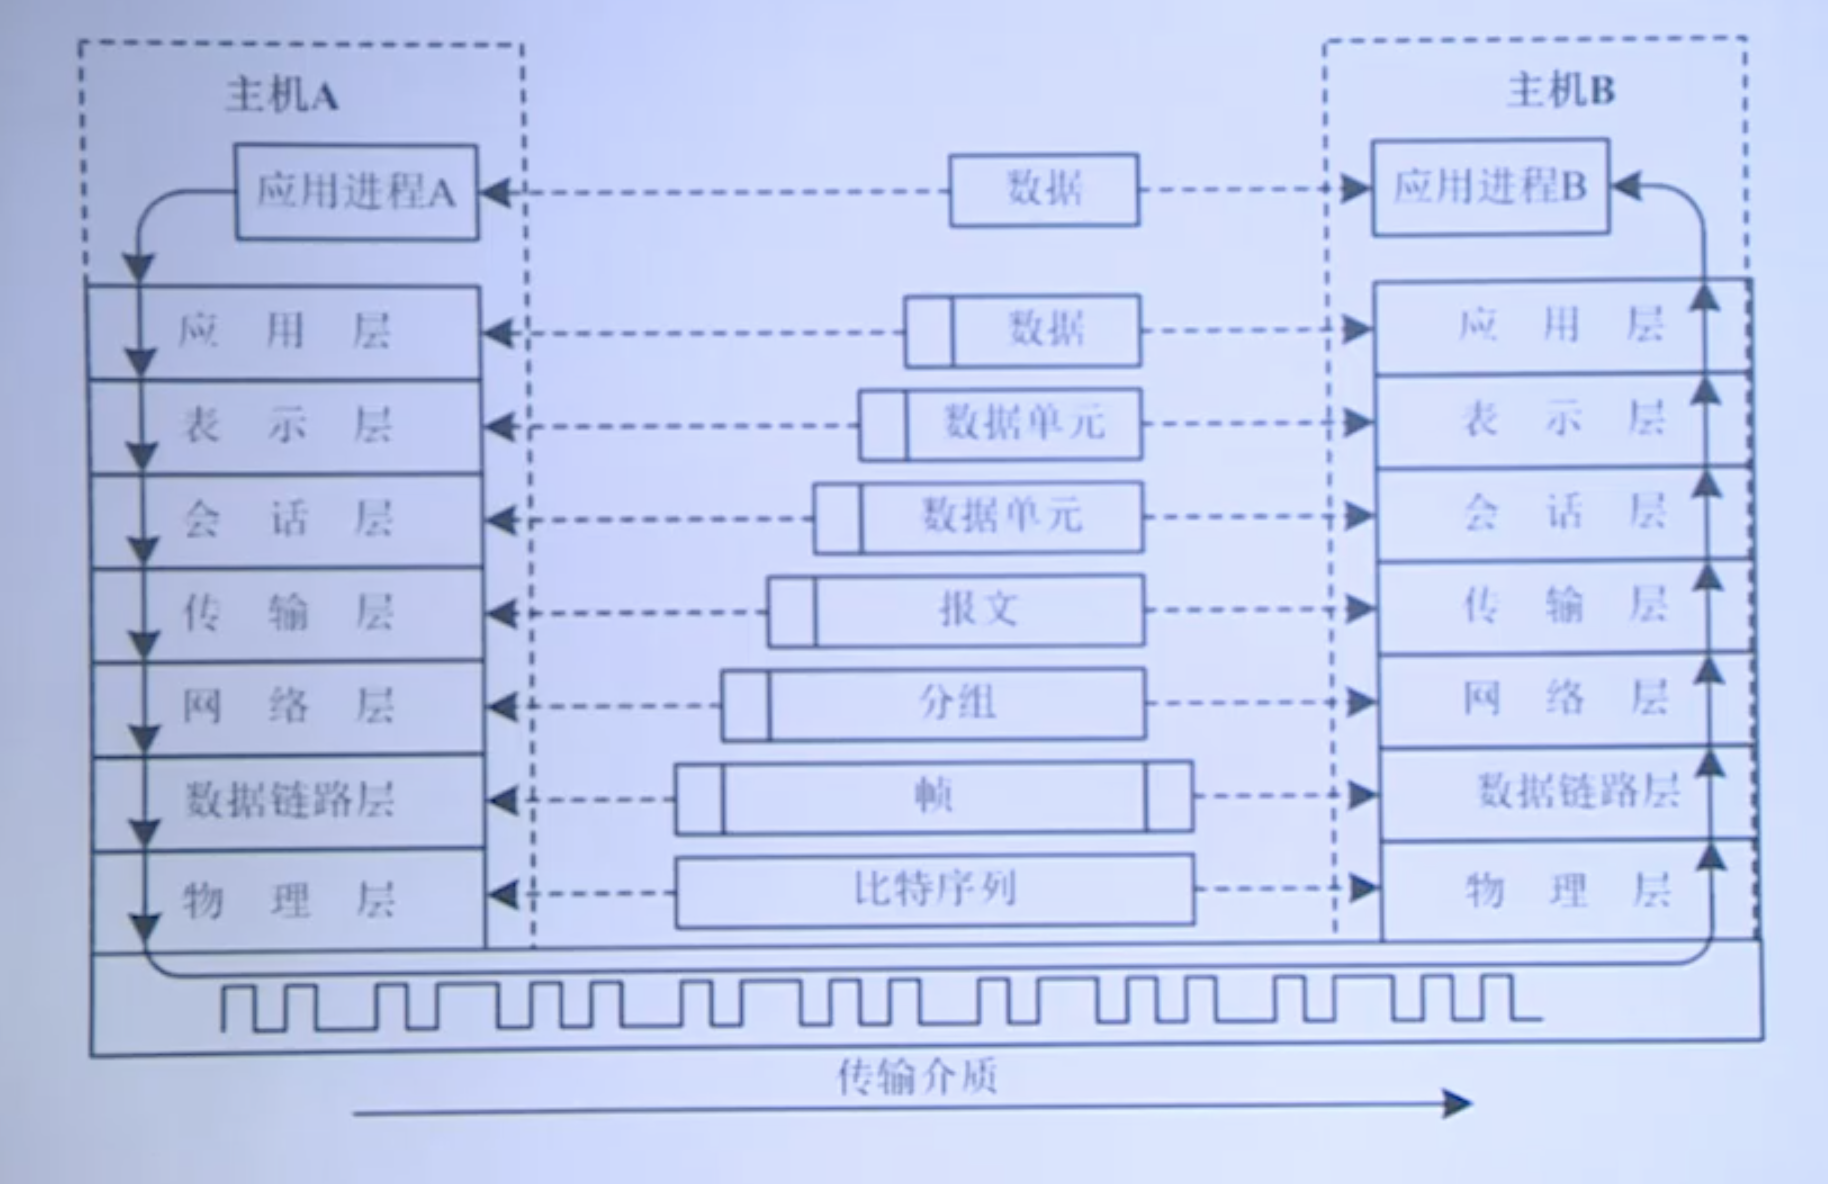 主机A
主机B
应用进程A
数据
应用进程B
应用层
数据
应用层
表示层
数据单元
表示层
会话层
数据单元
会话层
传输层
报文
传输层
网络层
分组
网络层
数据链路层
帧
数据链路层
物理层
比特序列
物理层
传输介质